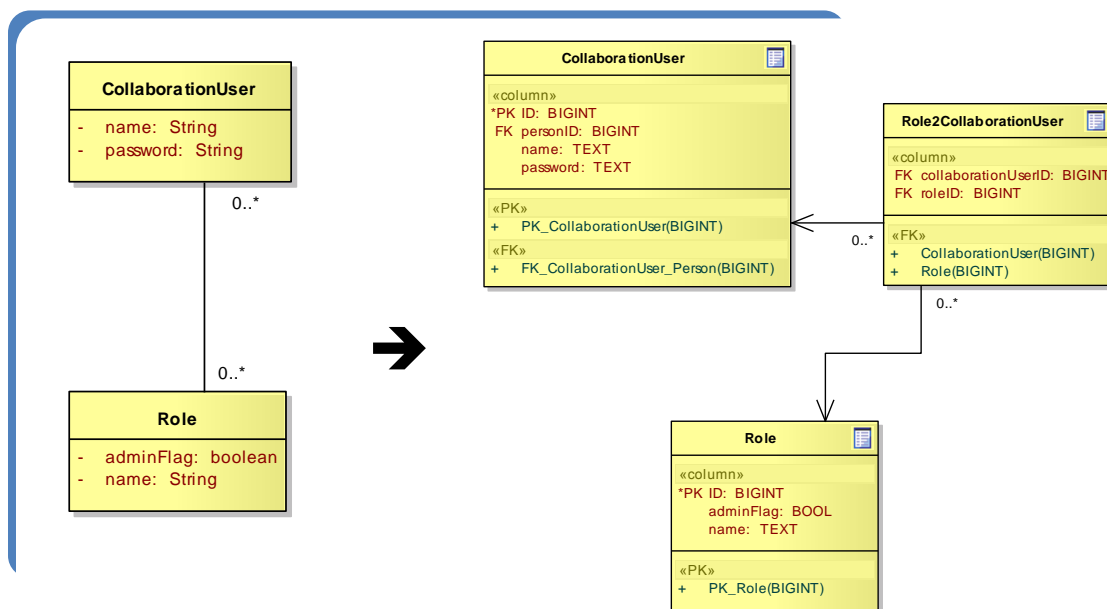 CollaborationUser
- name: String
- password: String
0..*
0..*
Role
- adminFlag: boolean
- name: String
CollaborationUser
«column»
*PK ID: BIGINT
FK personID: BIGINT
name: TEXT
password: TEXT
«PK»
+ PK_CollaborationUser(BIGINT)
«FK»
+ FK_CollaborationUser_Person(BIGINT)
0..*
Role2CollaborationUser
«column»
FK collaborationUserID: BIGINT
FK roleID: BIGINT
«FK»
+ CollaborationUser(BIGINT)
+ Role(BIGINT)
0..*
Role
«column»
*PK ID: BIGINT
adminFlag: BOOL
name: TEXT
«PK»
+ PK_Role(BIGINT)